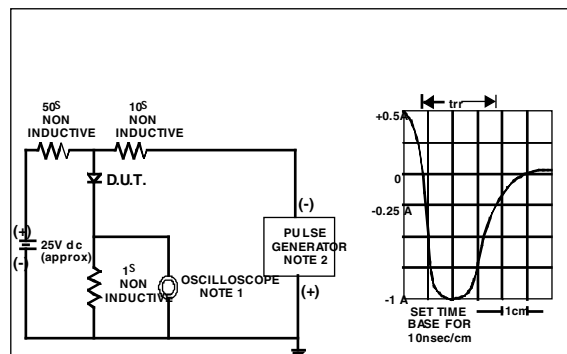 50S
NON
INDUCTIVE
10S
NON
INDUCTIVE
D.U.T.
(+)
25V dc
(approx)
(-)
1S
NON
INDUCTIVE
OSCILLOSCOPE
NOTE 1
(-)
PULSE
GENERATOR
NOTE 2
(+)
trr
+0.5A
0
-0.25 A
-1 A
SET TIME
BASE FOR
10nsec/cm
1cm